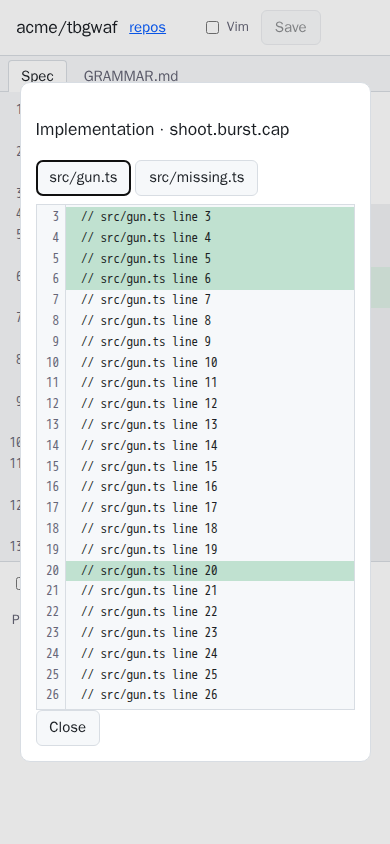 acme/tbgwaf repos Vim Save
Spec GRAMMAR.md
Implementation · shoot.burst.cap
src/gun.ts src/missing.ts
3 // src/gun.ts line 3
4 // src/gun.ts line 4
5 // src/gun.ts line 5
6 // src/gun.ts line 6
7 // src/gun.ts line 7
8 // src/gun.ts line 8
9 // src/gun.ts line 9
10 // src/gun.ts line 10
11 // src/gun.ts line 11
12 // src/gun.ts line 12
13 // src/gun.ts line 13
14 // src/gun.ts line 14
15 // src/gun.ts line 15
16 // src/gun.ts line 16
17 // src/gun.ts line 17
18 // src/gun.ts line 18
19 // src/gun.ts line 19
20 // src/gun.ts line 20
21 // src/gun.ts line 21
22 // src/gun.ts line 22
23 // src/gun.ts line 23
24 // src/gun.ts line 24
25 // src/gun.ts line 25
26 // src/gun.ts line 26
Close